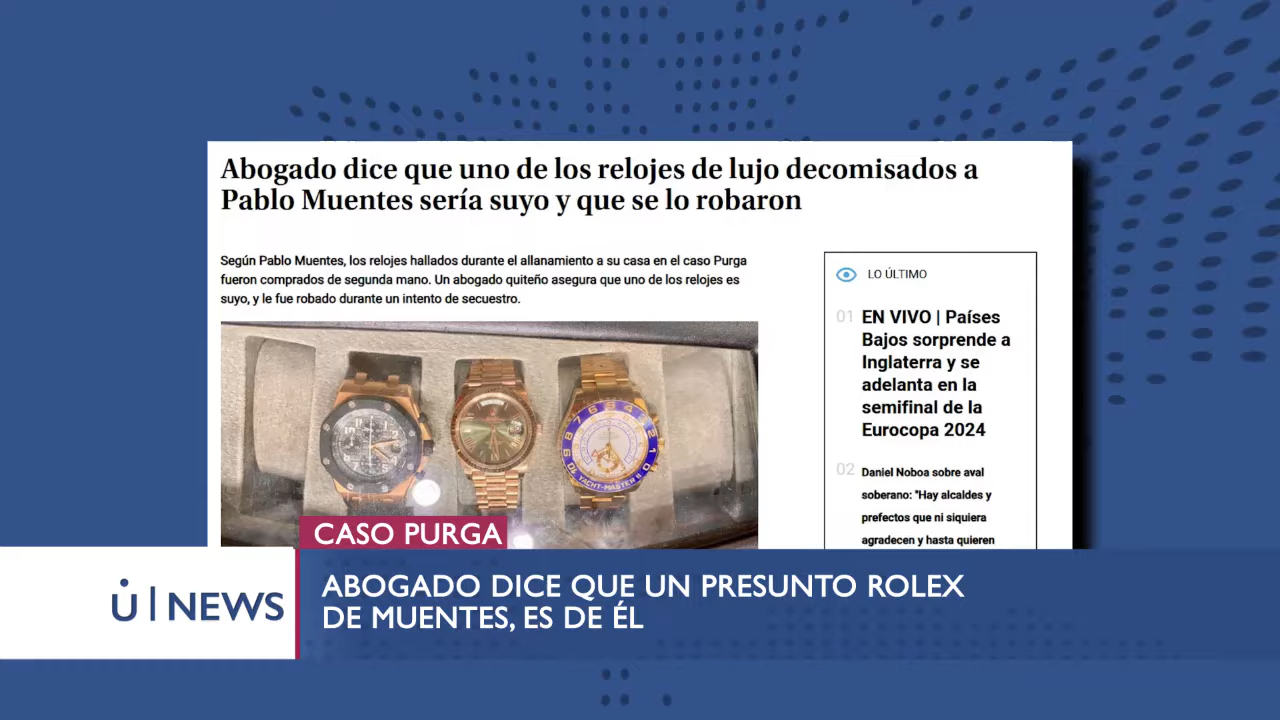 Abogado dice que uno de los relojes de lujo decomisados a
Pablo Muentes sería suyo y que se lo robaron
Según Pablo Muentes, los relojes hallados durante el allanamiento a su casa en el caso Purga
fueron comprados de segunda mano. Un abogado quiteño asegura que uno de los relojes es
suyo, y le fue robado durante un intento de secuestro.
LO ÚLTIMO
01 EN VIVO | Países
Bajos sorprende a
Inglaterra y se
adelanta en la
semifinal de la
Eurocopa 2024
02 Daniel Noboa sobre aval
soberano: "Hay alcaldes y
prefectos que ni siquiera
agradecen y hasta quieren
YACHT-MASTER II
CASO PURGA
U | NEWS
ABOGADO DICE QUE UN PRESUNTO ROLEX
DE MUENTES, ES DE ÉL